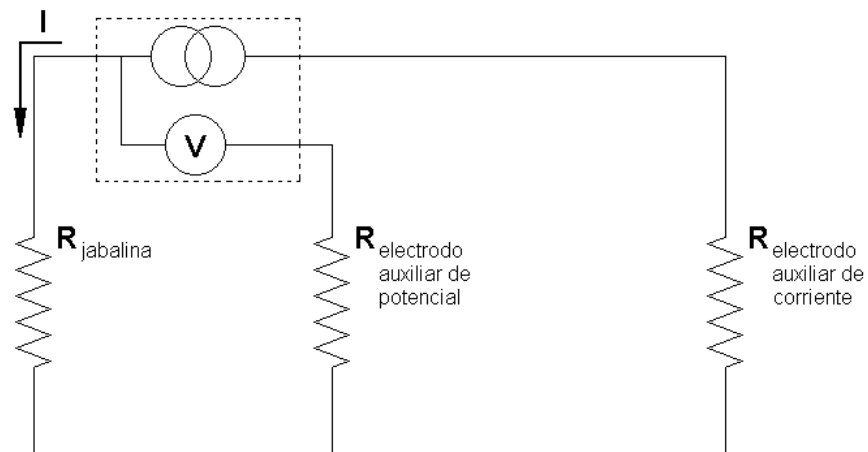 I
V
R jabalina
R electrodo
auxiliar de
potencial
R electrodo
auxiliar de
corriente